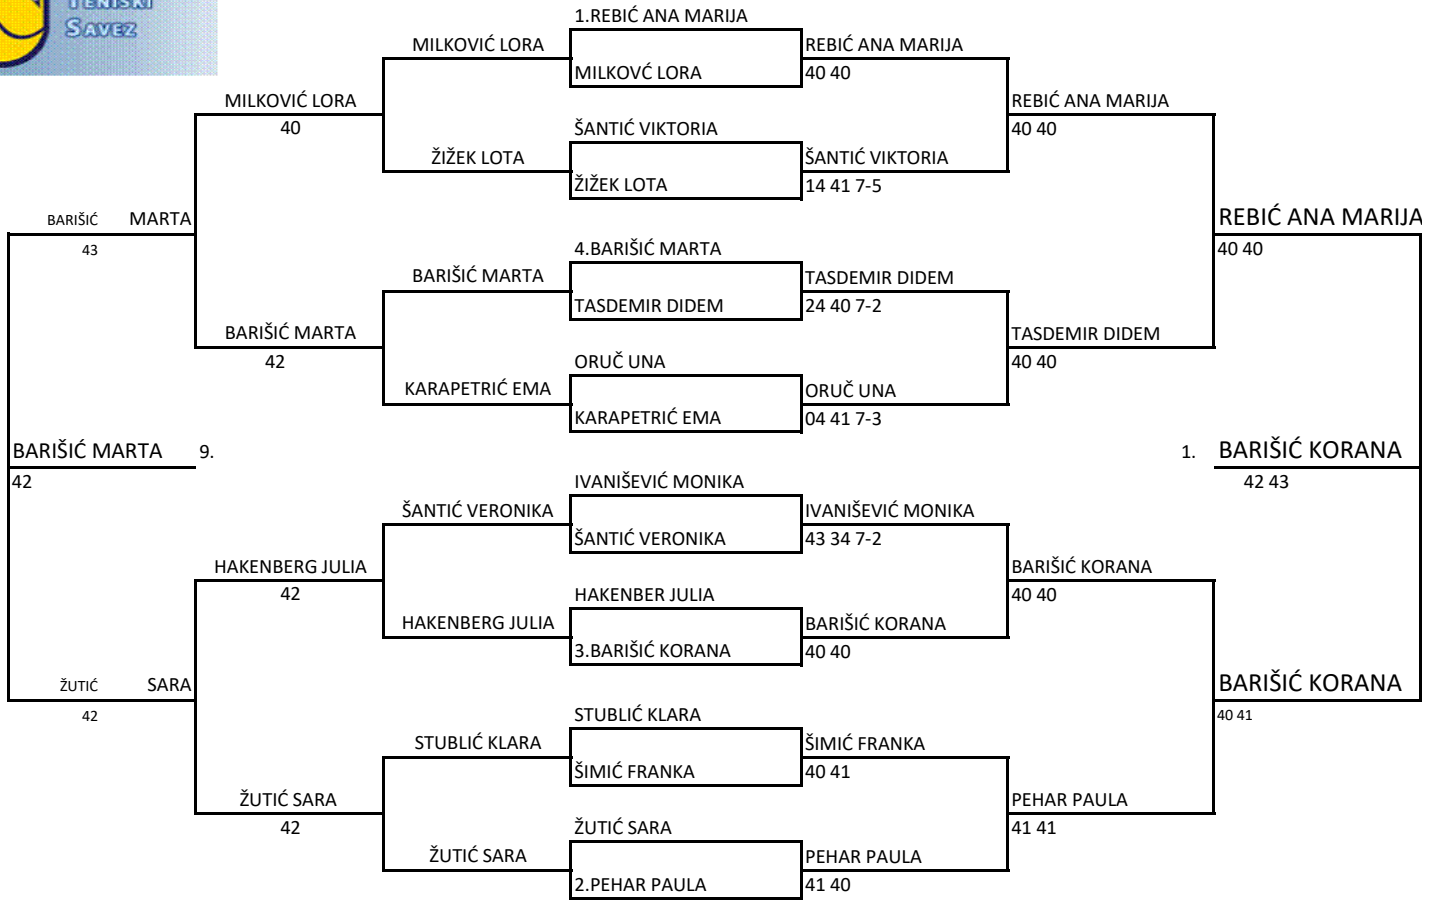 TENISKI
SAVEZ
1.REBIĆ ANA MARIJA
MILKOVIĆ LORA
REBIĆ ANA MARIJA
MILKOVĆ LORA
40 40
MILKOVIĆ LORA
REBIĆ ANA MARIJA
40
ŠANTIĆ VIKTORIA
40 40
ŽIŽEK LOTA
ŠANTIĆ VIKTORIA
ŽIŽEK LOTA
14 41 7-5
BARIŠIĆ MARTA
REBIĆ ANA MARIJA
43
4.BARIŠIĆ MARTA
40 40
BARIŠIĆ MARTA
TASDEMIR DIDEM
TASDEMIR DIDEM
24 40 7-2
BARIŠIĆ MARTA
TASDEMIR DIDEM
42
ORUČ UNA
40 40
KARAPETRIĆ EMA
ORUČ UNA
KARAPETRIĆ EMA
04 41 7-3
BARIŠIĆ MARTA 9.
1. BARIŠIĆ KORANA
42
IVANIŠEVIĆ MONIKA
42 43
ŠANTIĆ VERONIKA
IVANIŠEVIĆ MONIKA
ŠANTIĆ VERONIKA
43 34 7-2
HAKENBERG JULIA
BARIŠIĆ KORANA
42
HAKENBER JULIA
40 40
HAKENBERG JULIA
BARIŠIĆ KORANA
3.BARIŠIĆ KORANA
40 40
ŽUTIĆ SARA
BARIŠIĆ KORANA
42
STUBLIĆ KLARA
40 41
STUBLIĆ KLARA
ŠIMIĆ FRANKA
ŠIMIĆ FRANKA
40 41
ŽUTIĆ SARA
PEHAR PAULA
42
ŽUTIĆ SARA
41 41
ŽUTIĆ SARA
PEHAR PAULA
2.PEHAR PAULA
41 40